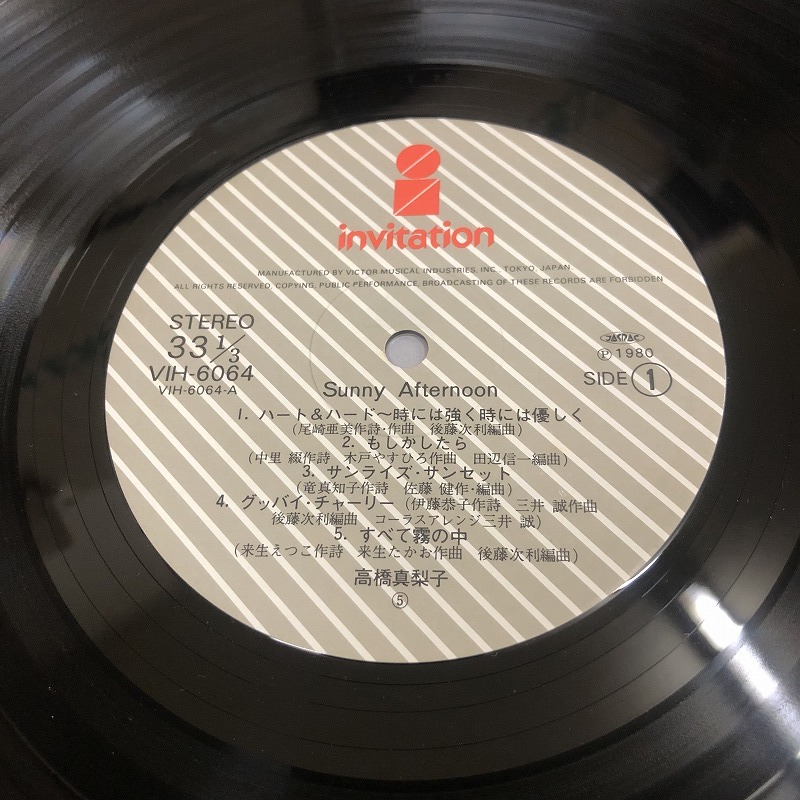 invitation
MANUFACTURED BY VICTOR MUSICAL INDUSTRIES, INC., TOKYO, JAPAN.
ALL RIGHTS RESERVED, COPYING, PUBLIC PERFORMANCE, BROADCASTING OF THESE RECORDS ARE FORBIDDEN
STEREO
33 1/3
VIH-6064
VIH-6064-A
JASRAC
Ⓟ1980
SIDE 1
Sunny Afternoon
1. ハート&ハード～時には強く時には優しく
(尾崎亜美作詩・作曲 後藤次利編曲)
2. もしかしたら
(中里 綴作詩 木戸やすひろ作曲 田辺信一編曲)
3. サンライズ・サンセット
(竜真知子作詩 佐藤 健作・編曲)
4. グッバイ・チャーリー (伊藤恭子作詩 三井 誠作曲
後藤次利編曲 コーラスアレンジ三井 誠)
5. すべて霧の中
(来生えつこ作詩 来生たかお作曲 後藤次利編曲)
高橋真梨子
⑤